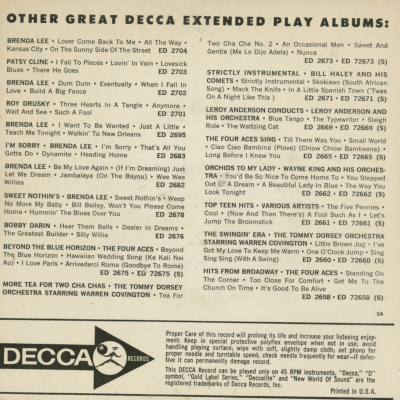 OTHER GREAT DECCA EXTENDED PLAY ALBUMS:
BRENDA LEE • Lover Come Back To Me • All The Way •
Kansas City • On The Sunny Side Of The Street ED 2704
PATSY CLINE • I Fall To Pieces • Lovin' In Vain • Lovesick
Blues • There He Goes ED 2703
BRENDA LEE • Dum Dum • Eventually • When I Fall In
Love • Build A Big Fence ED 2702
ROY DRUSKY • Three Hearts In A Tangle • Anymore •
Wait And See • Such A Fool ED 2701
BRENDA LEE • I Want To Be Wanted • Just A Little •
Teach Me Tonight • Walkin' To New Orleans ED 2695
I'M SORRY • BRENDA LEE • I'm Sorry • That's All You
Gotta Do • Dynamite • Heading Home ED 2683
BRENDA LEE • Be My Love Again • (If I'm Dreaming) Just
Let Me Dream • Jambalaya (On The Bayou) • Wee Wee
Willies ED 2682
SWEET NOTHIN'S • BRENDA LEE • Sweet Nothin's • Weep
No More My Baby • Bill Bailey, Won't You Please Come
Home • Hummin' The Blues Over You ED 2678
BOBBY DARIN • Hear Them Bells • Dealer In Dreams •
The Greatest Builder • Silly Willie ED 2676
BEYOND THE BLUE HORIZON • THE FOUR ACES • Beyond
The Blue Horizon • Hawaiian Wedding Song (Ke Kali Nei
Au) • I Love Paris • Arrivederci Roma (Goodbye To Rome)
ED 2675 • ED 72675 (S)
MORE TEA FOR TWO CHA CHAS • THE TOMMY DORSEY
ORCHESTRA STARRING WARREN COVINGTON • Tea For
Two Cha Cha No. 2 • An Occasional Man • Sweet And
Gentle (Me Lo Dijo Adela) • Nunca
ED 2673 • ED 72673 (S)
STRICTLY INSTRUMENTAL • BILL HALEY AND HIS
COMETS • Strictly Instrumental • Skokiaan (South African
Song) • Mack The Knife • In A Little Spanish Town ('Twas
On A Night Like This) ED 2671 • ED 72671 (S)
LEROY ANDERSON CONDUCTS • LEROY ANDERSON AND
HIS ORCHESTRA • Blue Tango • The Typewriter • Sleigh
Ride • The Waltzing Cat ED 2669 • ED 72669 (S)
THE FOUR ACES SING • Till There Was You • Small World
• Ciao Ciao Bambina (Piove) (Chiow Chiow Bambeena) •
Long Before I Knew You ED 2665 • ED 72665 (S)
ORCHIDS TO MY LADY • WAYNE KING AND HIS ORCHES-
TRA • You'd Be So Nice To Come Home To • You Stepped
Out Of A Dream • A Beautiful Lady In Blue • The Way You
Look Tonight ED 2662 • ED 72662 (S)
TOP TEEN HITS • VARIOUS ARTISTS • The Five Pennies •
Cool • (Now And Then There's) A Fool Such As I • Let's
Jump The Broomstick ED 2661 • ED 72661 (S)
THE SWINGIN' ERA • THE TOMMY DORSEY ORCHESTRA
STARRING WARREN COVINGTON • Little Brown Jug • I've
Got My Love To Keep Me Warm • One O'Clock Jump • Sing
Sing Sing (With A Swing) ED 2660 • ED 72660 (S)
HITS FROM BROADWAY • THE FOUR ACES • Standing On
The Corner • Too Close For Comfort • Get Me To The
Church On Time • It's Good To Be Alive
ED 2658 • ED 72658 (S)
5A
DECCA RECORDS
Proper Care of this record will prolong its life and increase your listening enjoy-
ment: Keep in special protective polyflex envelope when not in use; avoid
handling playing surface; wipe with soft, slightly damp cloth; set phono for
proper needle and turntable speed; check needle frequently for wear—if defec-
tive it can permanently damage record.
This DECCA Record can be played only on 45 RPM instruments. "Decca," "D"
symbol, "Gold Label Series," "Deccalite" and "New World Of Sound" are the
registered trademarks of Decca Records, Inc.
Printed in U.S.A.